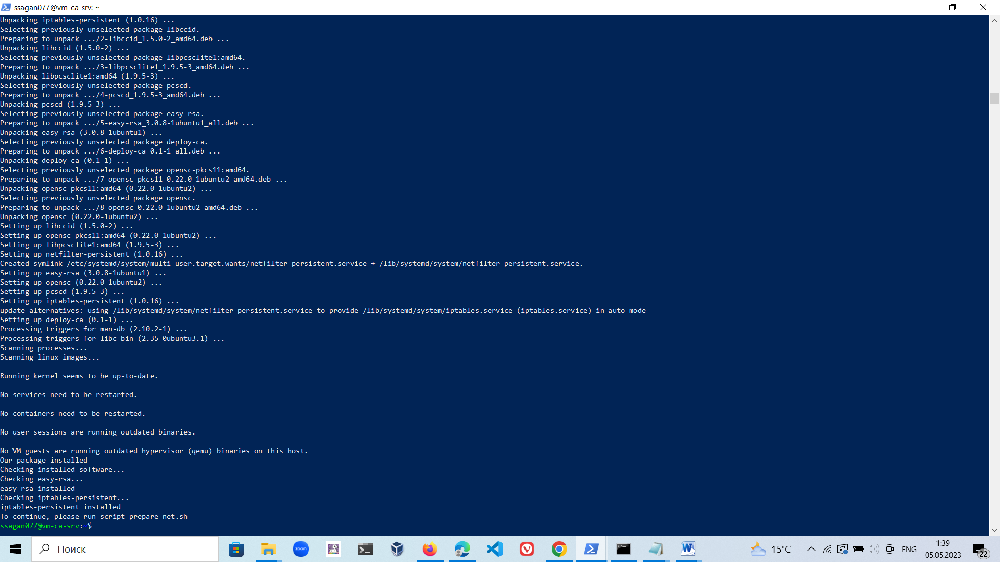 ssagan077@vm-ca-srv: ~
Unpacking iptables-persistent (1.0.16) ...
Selecting previously unselected package libccid.
Preparing to unpack .../2-libccid_1.5.0-2_amd64.deb ...
Unpacking libccid (1.5.0-2) ...
Selecting previously unselected package libpcsclite1:amd64.
Preparing to unpack .../3-libpcsclite1_1.9.5-3_amd64.deb ...
Unpacking libpcsclite1:amd64 (1.9.5-3) ...
Selecting previously unselected package pcscd.
Preparing to unpack .../4-pcscd_1.9.5-3_amd64.deb ...
Unpacking pcscd (1.9.5-3) ...
Selecting previously unselected package easy-rsa.
Preparing to unpack .../5-easy-rsa_3.0.8-1ubuntu1_all.deb ...
Unpacking easy-rsa (3.0.8-1ubuntu1) ...
Selecting previously unselected package deploy-ca.
Preparing to unpack .../6-deploy-ca_0.1-1_all.deb ...
Unpacking deploy-ca (0.1-1) ...
Selecting previously unselected package opensc-pkcs11:amd64.
Preparing to unpack .../7-opensc-pkcs11_0.22.0-1ubuntu2_amd64.deb ...
Unpacking opensc-pkcs11:amd64 (0.22.0-1ubuntu2) ...
Selecting previously unselected package opensc.
Preparing to unpack .../8-opensc_0.22.0-1ubuntu2_amd64.deb ...
Unpacking opensc (0.22.0-1ubuntu2) ...
Setting up libccid (1.5.0-2) ...
Setting up opensc-pkcs11:amd64 (0.22.0-1ubuntu2) ...
Setting up libpcsclite1:amd64 (1.9.5-3) ...
Setting up netfilter-persistent (1.0.16) ...
Created symlink /etc/systemd/system/multi-user.target.wants/netfilter-persistent.service → /lib/systemd/system/netfilter-persistent.service.
Setting up easy-rsa (3.0.8-1ubuntu1) ...
Setting up opensc (0.22.0-1ubuntu2) ...
Setting up pcscd (1.9.5-3) ...
Setting up iptables-persistent (1.0.16) ...
update-alternatives: using /lib/systemd/system/netfilter-persistent.service to provide /lib/systemd/system/iptables.service (iptables.service) in auto mode
Setting up deploy-ca (0.1-1) ...
Processing triggers for man-db (2.10.2-1) ...
Processing triggers for libc-bin (2.35-0ubuntu3.1) ...
Scanning processes...
Scanning linux images...
Running kernel seems to be up-to-date.
No services need to be restarted.
No containers need to be restarted.
No user sessions are running outdated binaries.
No VM guests are running outdated hypervisor (qemu) binaries on this host.
Our package installed
Checking installed software...
Checking easy-rsa...
easy-rsa installed
Checking iptables-persistent...
iptables-persistent installed
To continue, please run script prepare_net.sh
ssagan077@vm-ca-srv: $
Поиск
zoom
15°C
ENG
1:39
05.05.2023
22